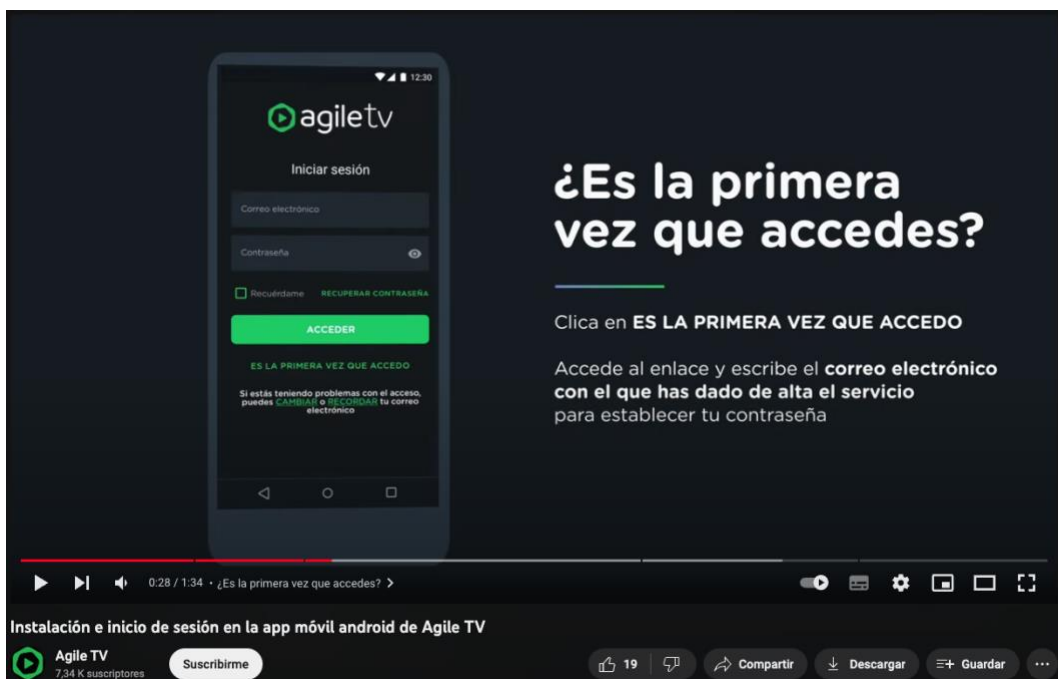 12:30
agiletv
Iniciar sesión
Correo electrónico
Contraseña
Recuérdame RECUPERAR CONTRASEÑA
ACCEDER
ES LA PRIMERA VEZ QUE ACCEDO
Si estás teniendo problemas con el acceso,
puedes CAMBIAR o RECORDAR tu correo
electrónico
¿Es la primera
vez que accedes?
Clica en ES LA PRIMERA VEZ QUE ACCEDO
Accede al enlace y escribe el correo electrónico
con el que has dado de alta el servicio
para establecer tu contraseña
0:28 / 1:34 • ¿Es la primera vez que accedes?
Instalación e inicio de sesión en la app móvil android de Agile TV
Agile TV
7,34 K suscriptores
Suscribirme
19
Compartir
Descargar
Guardar